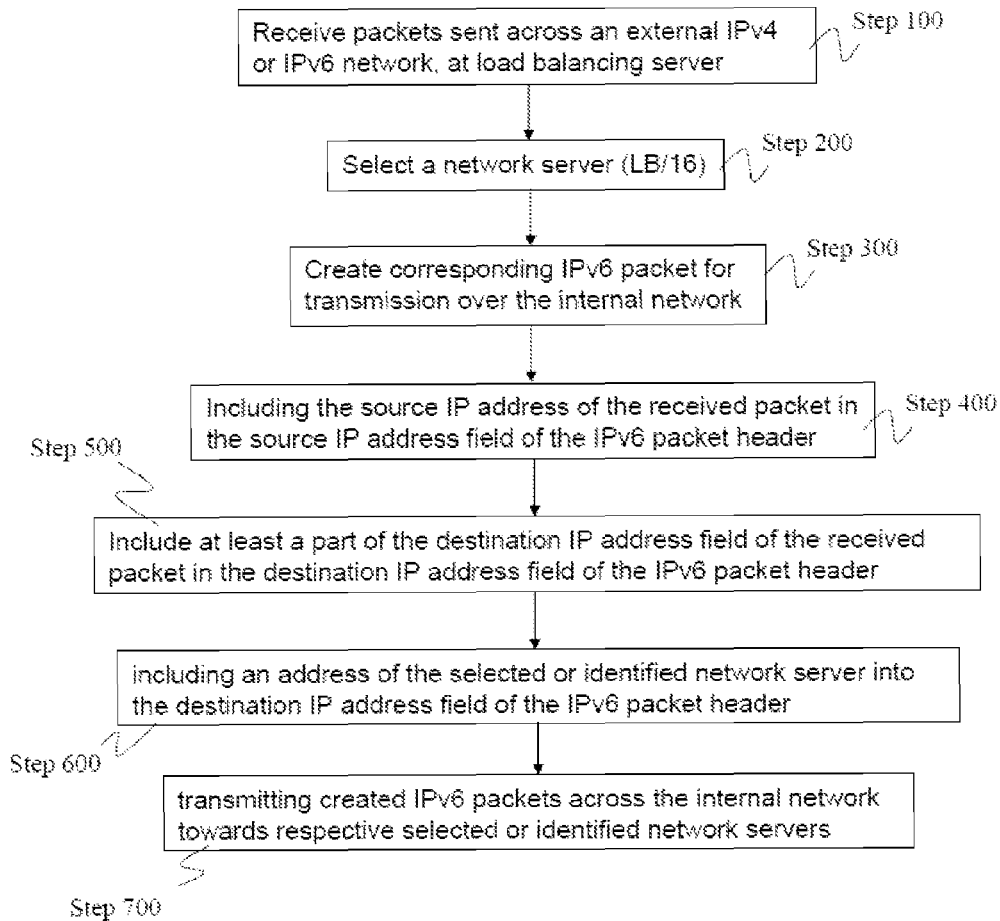 Receive packets sent across an external IPv4
or IPv6 network, at load balancing server
Step 100
Select a network server (LB/16)
Step 200
Create corresponding IPv6 packet for
transmission over the internal network
Step 300
Including the source IP address of the received packet in
the source IP address field of the IPv6 packet header
Step 400
Step 500
Include at least a part of the destination IP address field of the received
packet in the destination IP address field of the IPv6 packet header
including an address of the selected or identified network server into
the destination IP address field of the IPv6 packet header
Step 600
transmitting created IPv6 packets across the internal network
towards respective selected or identified network servers
Step 700